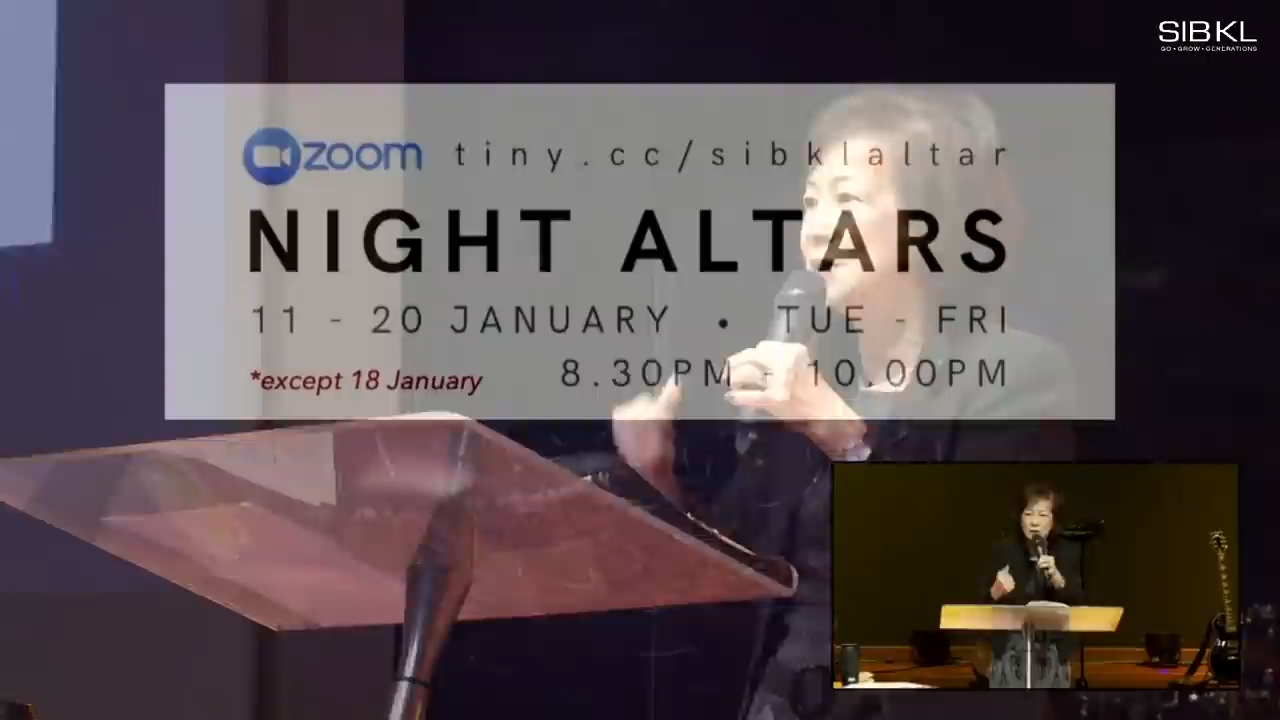 SIBKL
GO • GROW • GENERATIONS
zoom tiny.cc/sibklaltar
NIGHT ALTARS
11 - 20 JANUARY • TUE - FRI
*except 18 January 8.30PM - 10.00PM